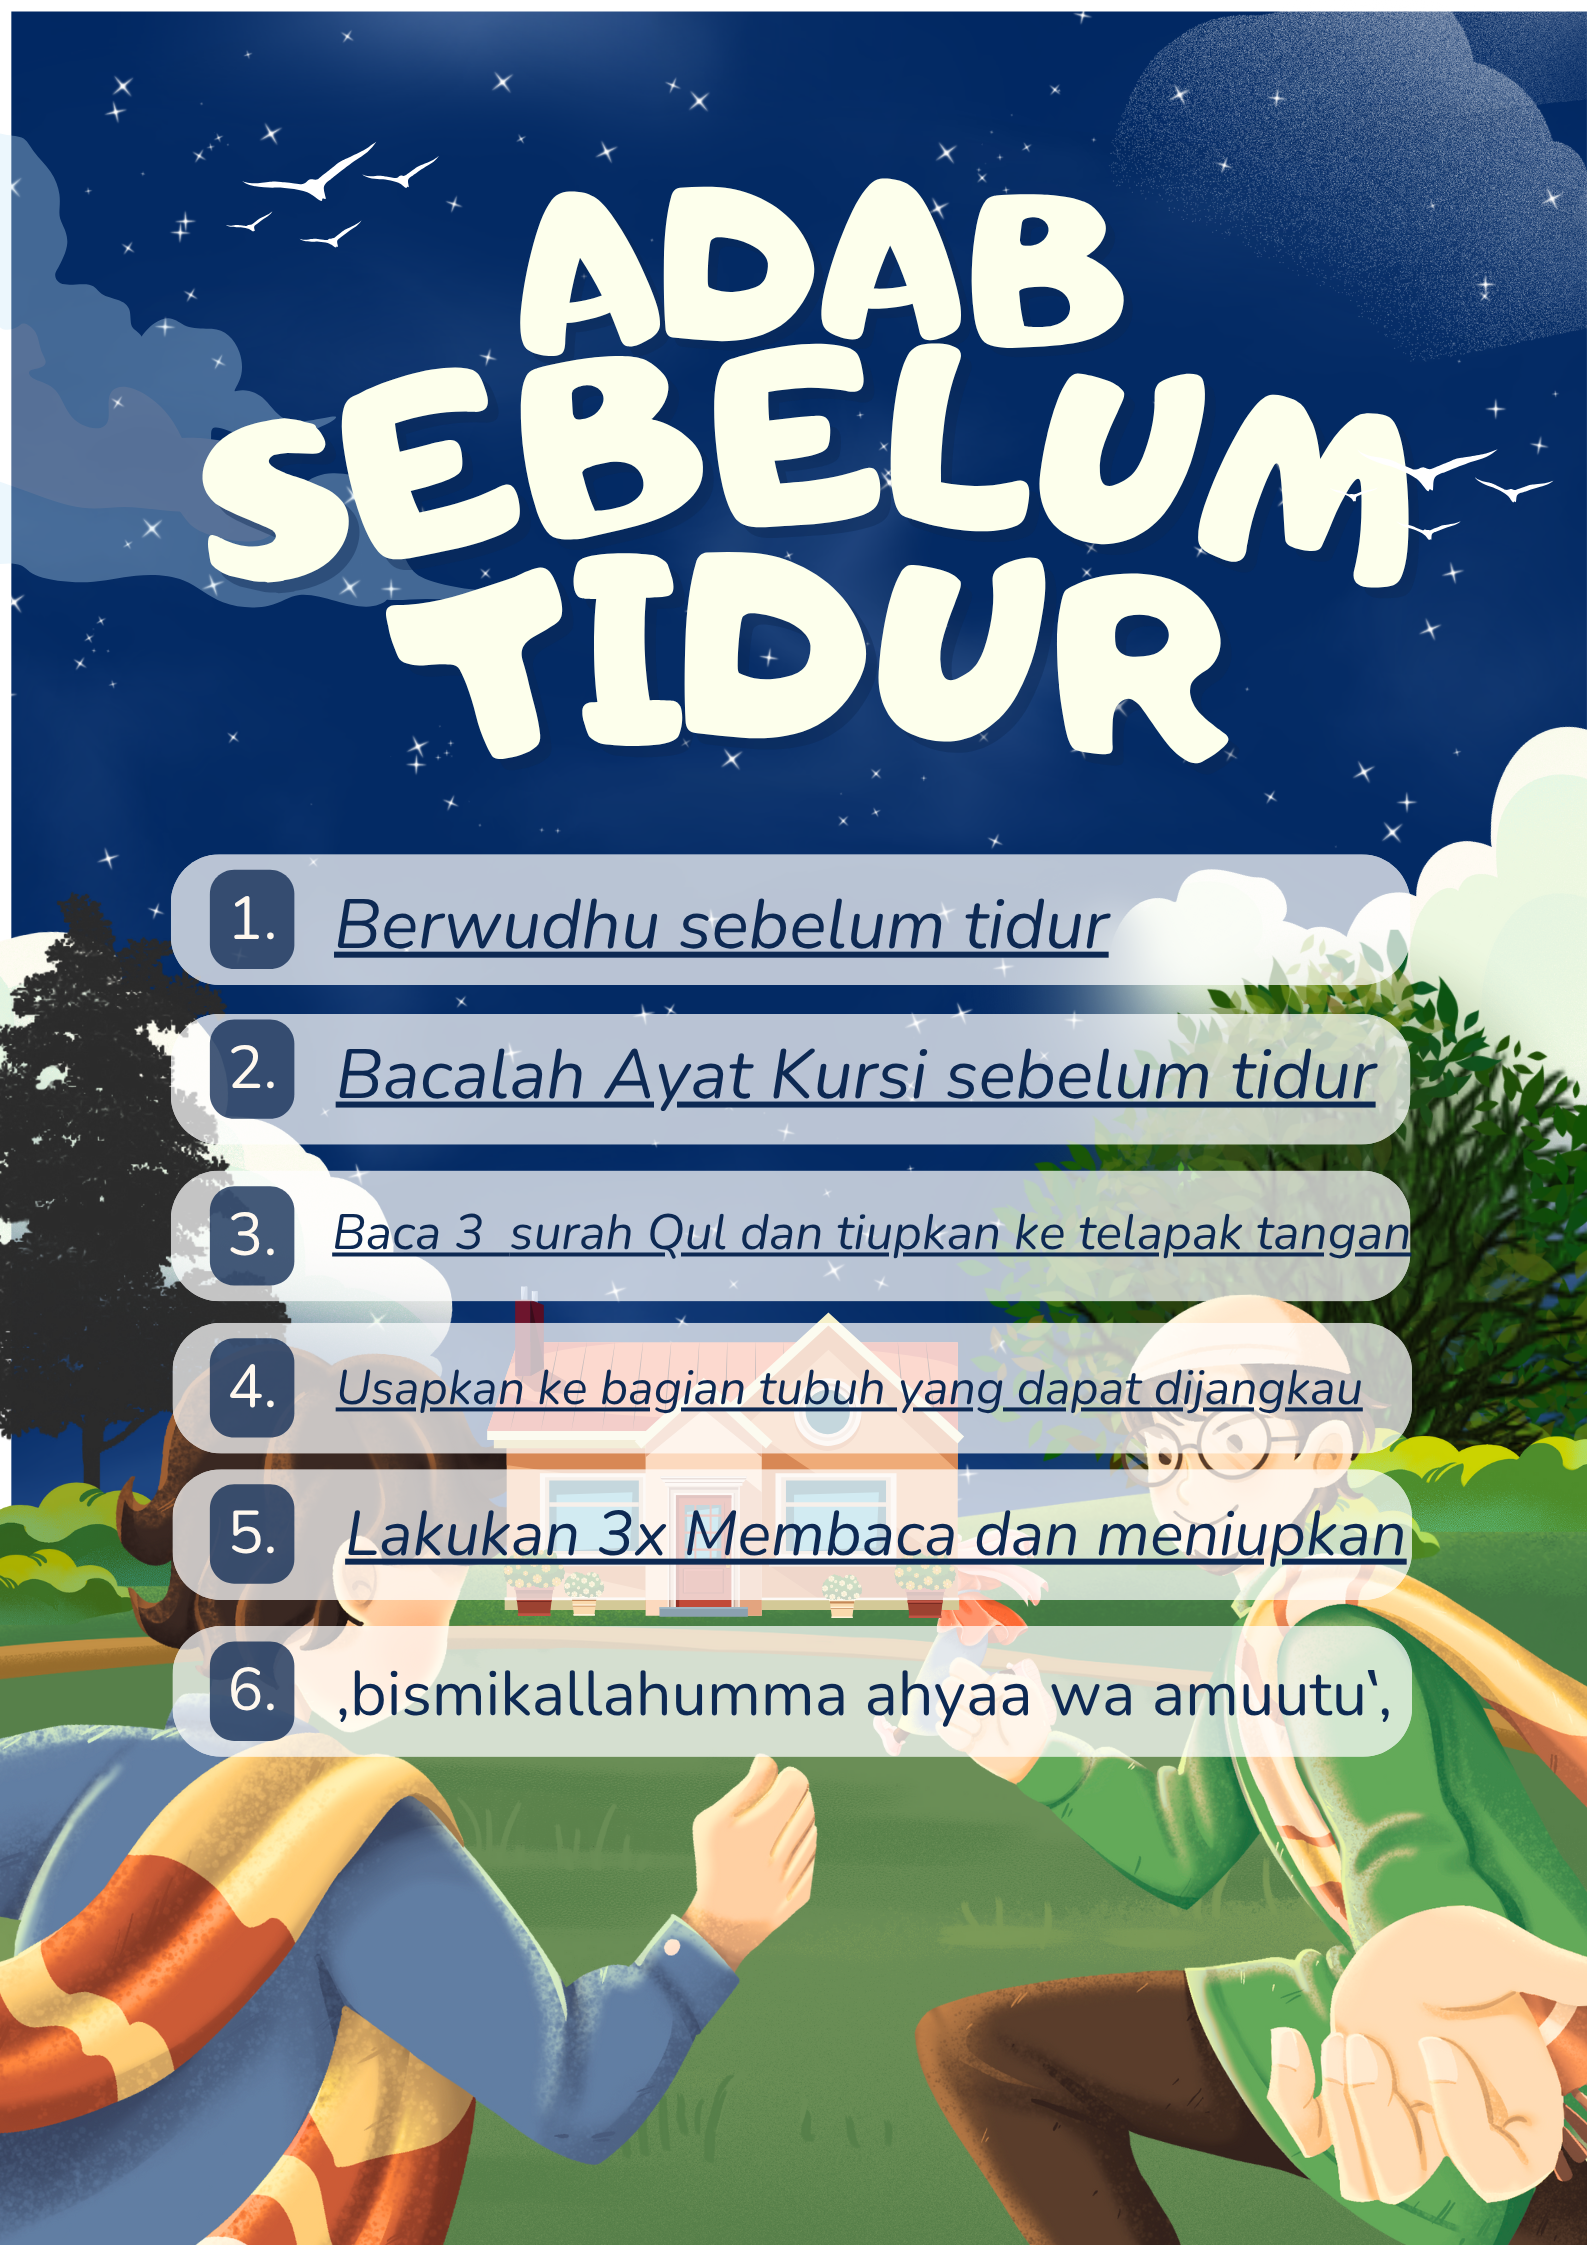 ADAB
SEBELUM
TIDUR
1. Berwudhu sebelum tidur
2. Bacalah Ayat Kursi sebelum tidur
3. Baca 3 surah Qul dan tiupkan ke telapak tangan
4. Usapkan ke bagian tubuh yang dapat dijangkau
5. Lakukan 3x Membaca dan meniupkan
6. ,bismikallahumma ahyaa wa amuutu`,